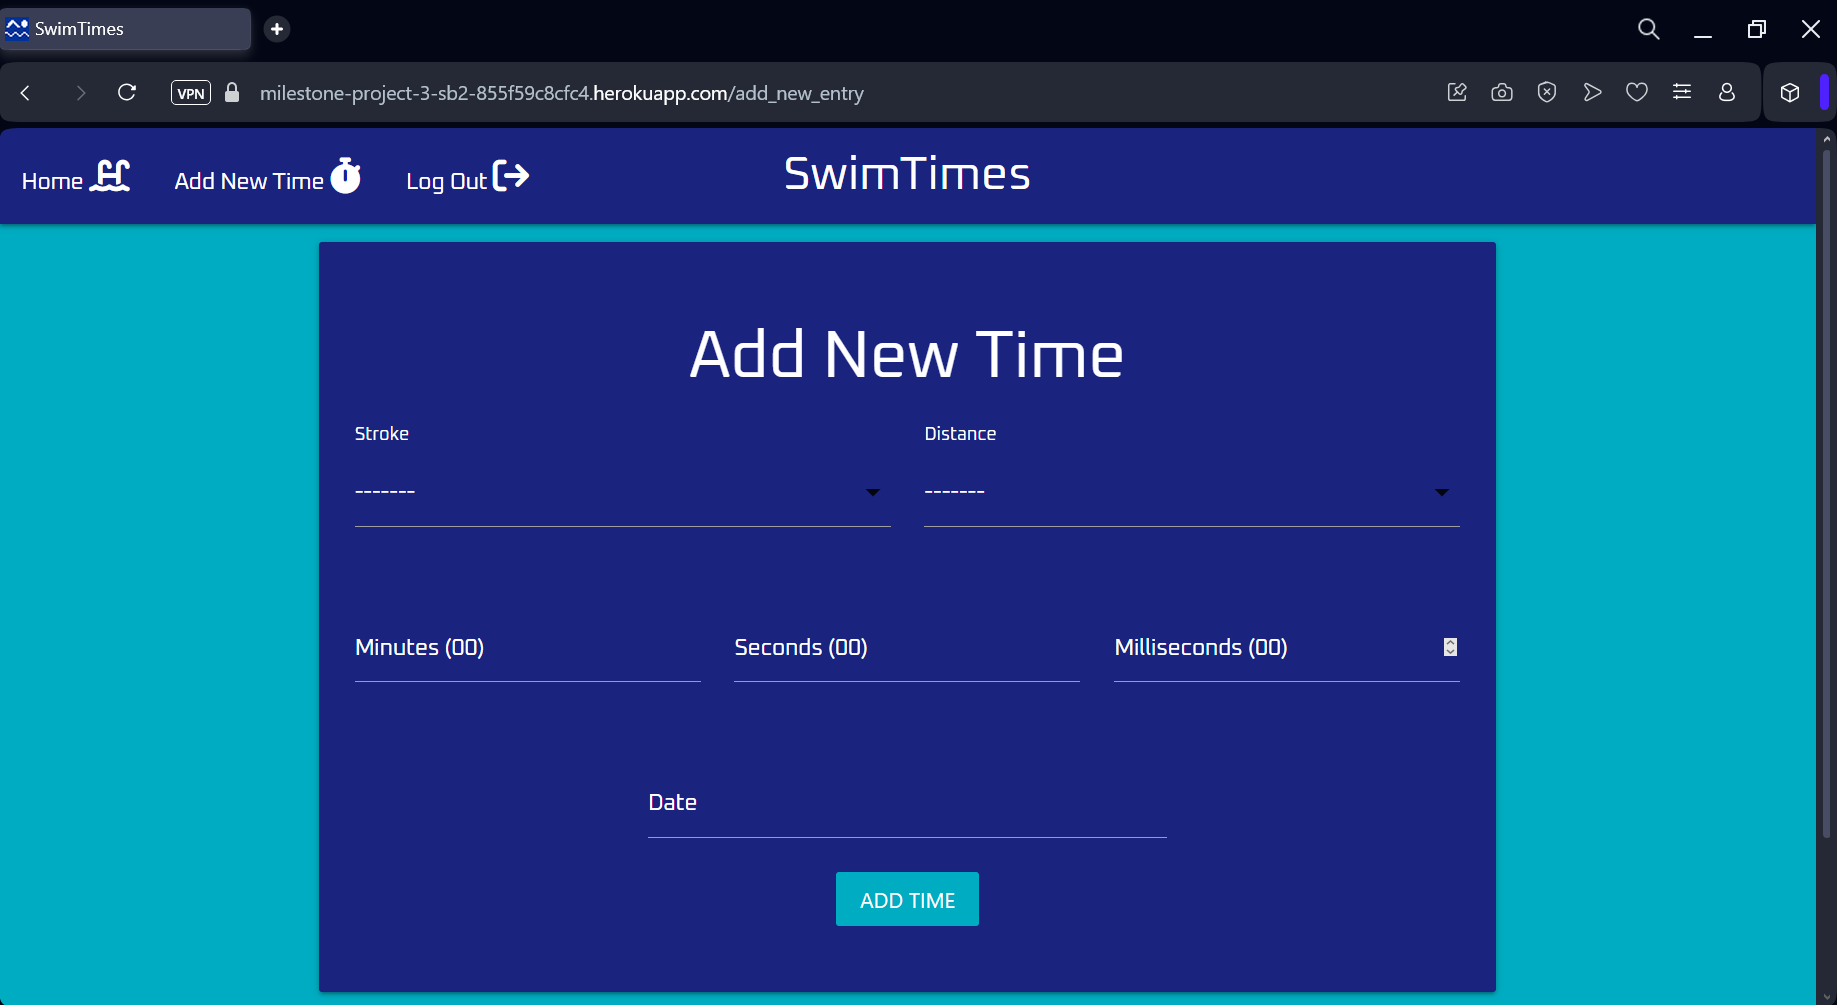 SwimTimes
VPN
milestone-project-3-sb2-855f59c8cfc4.herokuapp.com/add_new_entry
Home Add New Time Log Out SwimTimes
Add New Time
Stroke Distance
------- -------
Minutes (00) Seconds (00) Milliseconds (00)
Date
ADD TIME